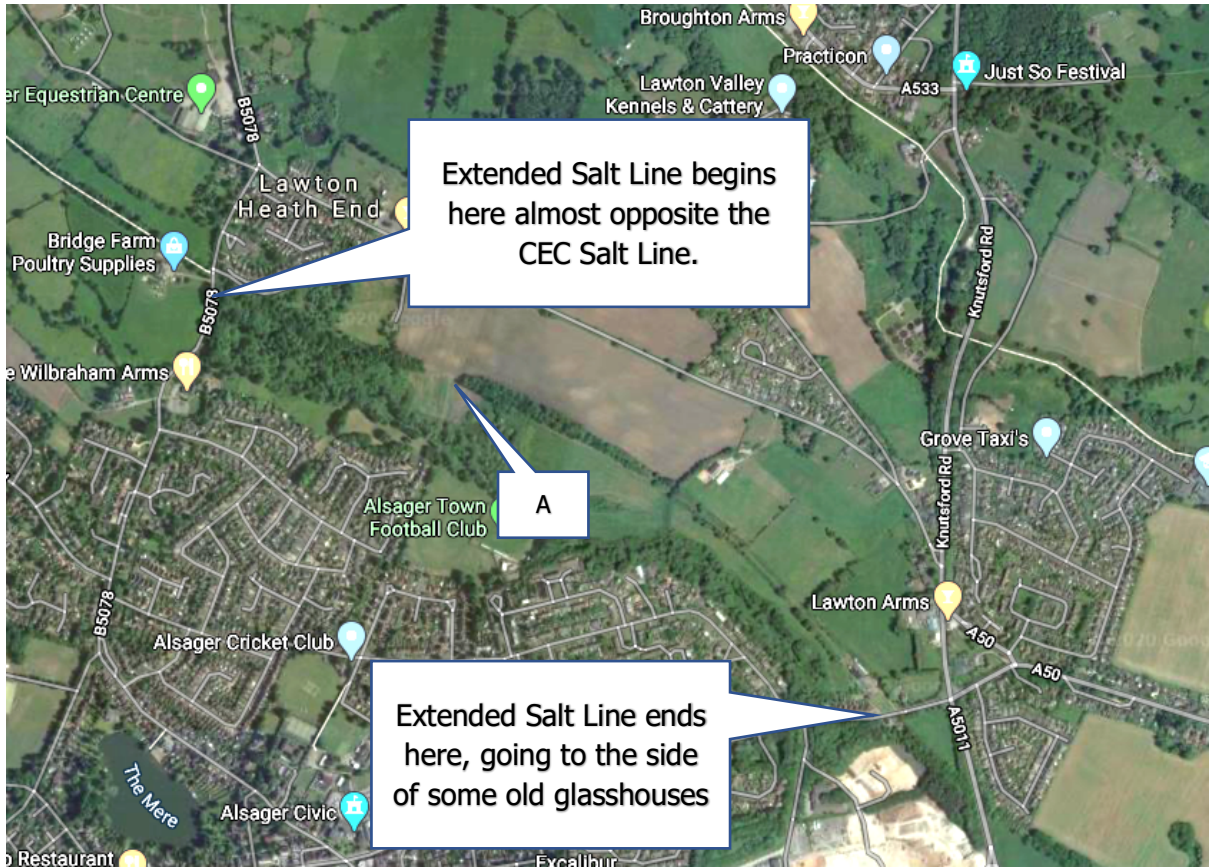 Broughton Arms
Practicon
A533
Just So Festival
er Equestrian Centre
B5078
Lawton Valley
Kennels & Cattery
Extended Salt Line begins
here almost opposite the
CEC Salt Line.
Lawton
Heath End
Bridge Farm
Poultry Supplies
B5078
Knutsford Rd
e Wilbraham Arms
Grove Taxi's
Knutsford Rd
A
Alsager Town
Football Club
B5078
Lawton Arms
A50
A50
A5011
Alsager Cricket Club
Extended Salt Line ends
here, going to the side
of some old glasshouses
The Mere
Alsager Civic
o Restaurant
Excalibur